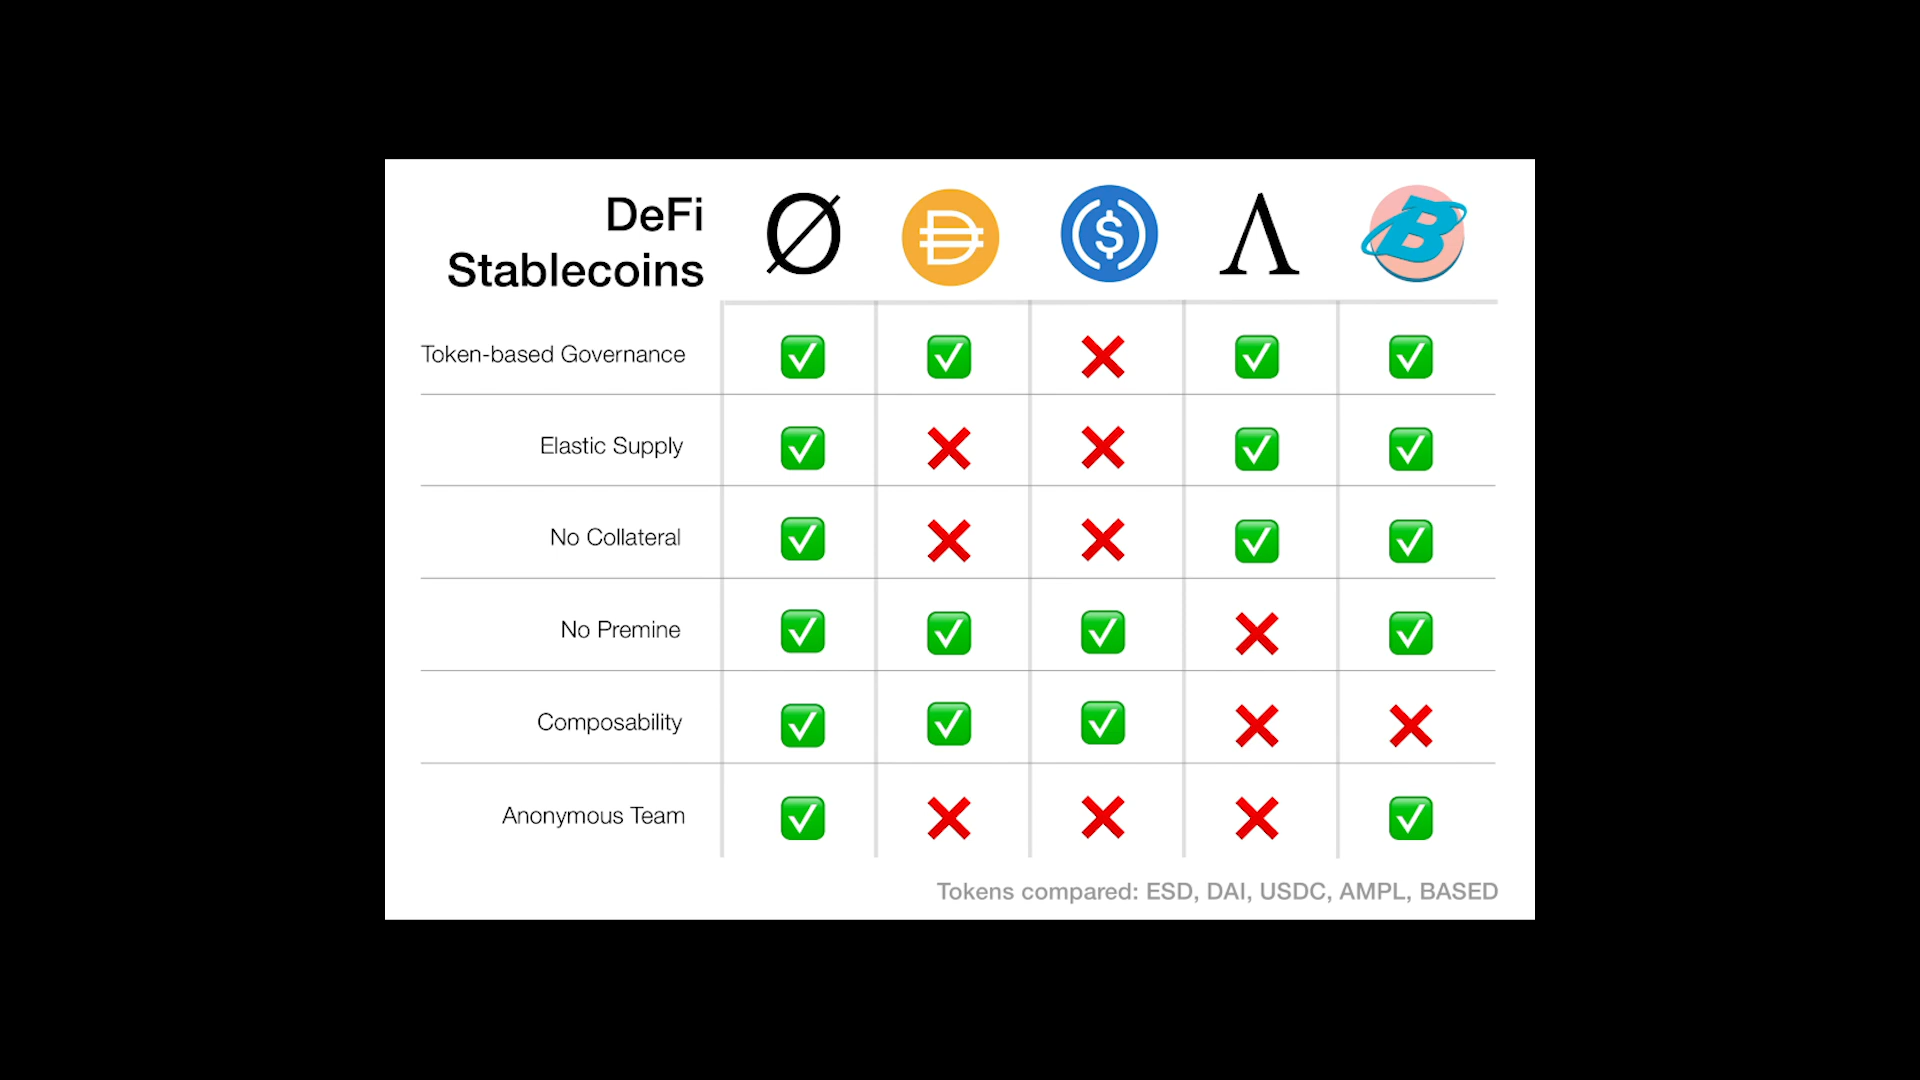 DeFi
Stablecoins
Token-based Governance
Elastic Supply
No Collateral
No Premine
Composability
Anonymous Team
Tokens compared: ESD, DAI, USDC, AMPL, BASED